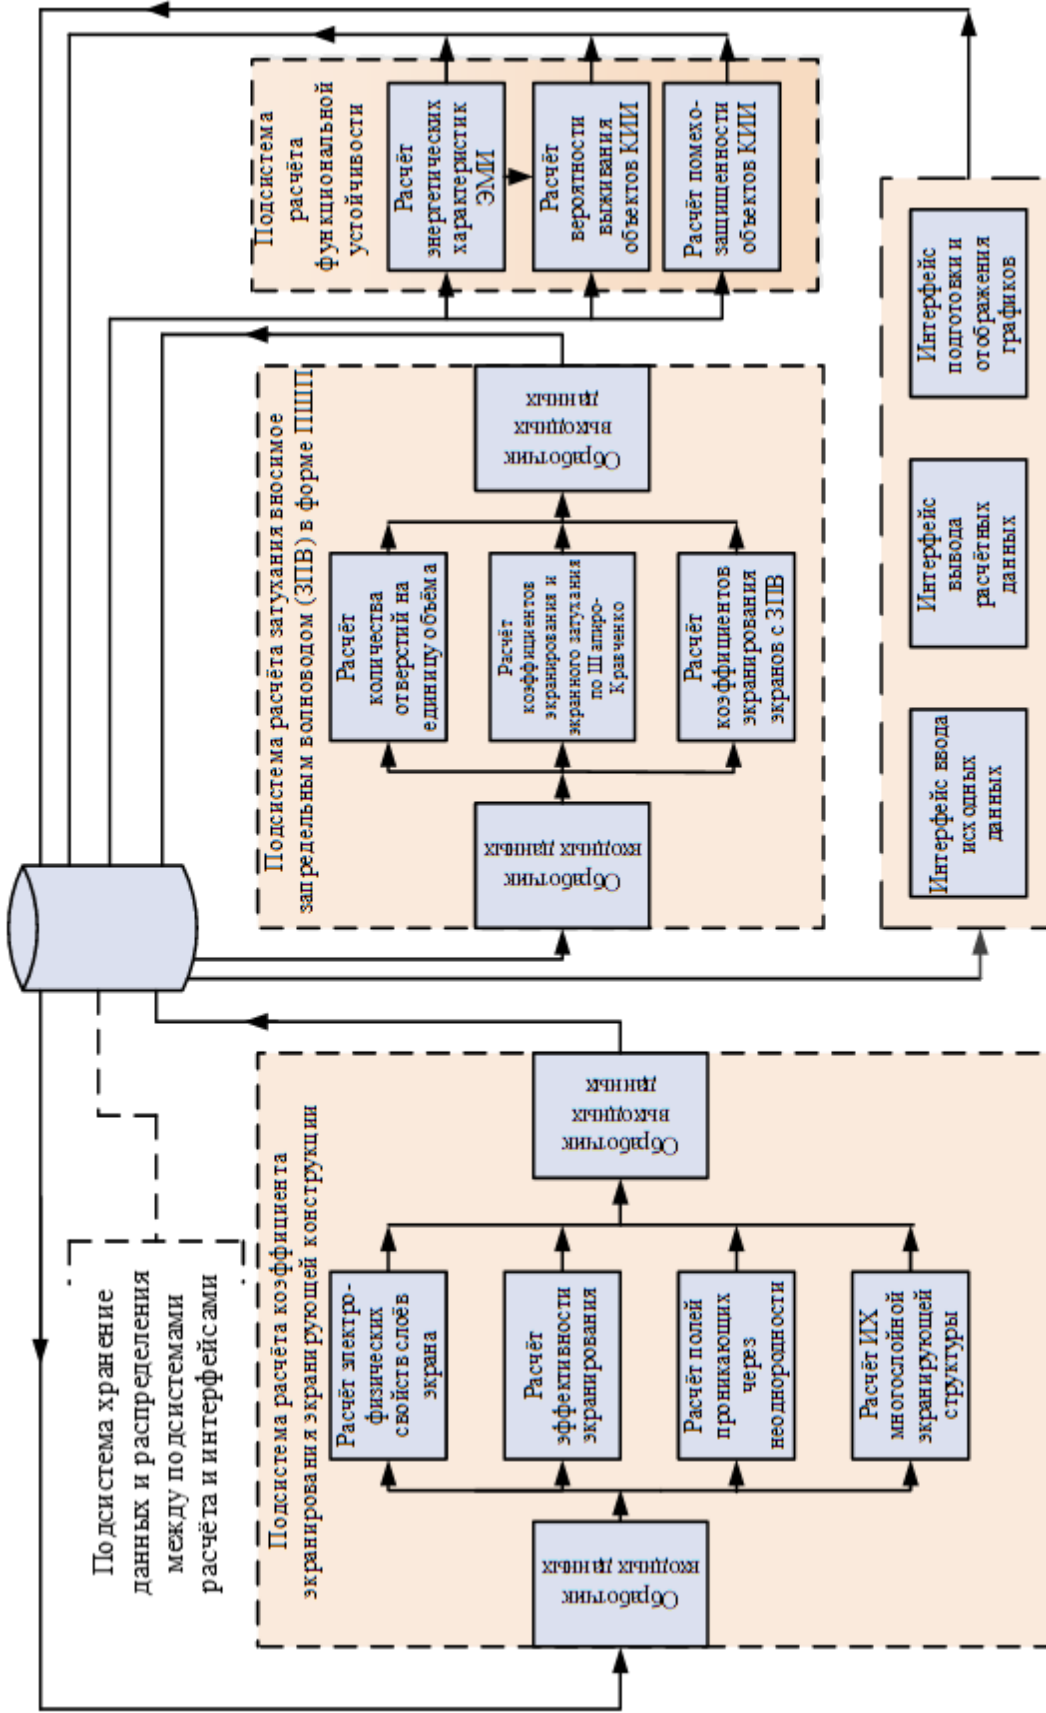 Подсистема хранение
данных и распределения
между подсистемами
расчёта и интерфейсами
Подсистема расчёта коэффициента
экранирования экранирующей конструкции
Обработчик
входных данных
Расчёт электро-
физических
свойств слоёв
экрана
Расчёт
эффективности
экранирования
Расчёт полей
проникающих
через
неоднородности
Расчёт ИХ
многослойной
экранирующей
структуры
Обработчик
выходных
данных
Подсистема расчёта затухания вносимое
запредельным волноводом (ЗПВ) в форме ПШП
Обработчик
входных данных
Расчёт
количества
отверстий на
единицу объёма
Расчёт
коэффициентов
экранирования и
экранного затухания
по Шапиро-
Кравченко
Расчёт
коэффициентов
экранирования
экранов с ЗПВ
Обработчик
выходных
данных
Подсистема
расчёта
функциональной
устойчивости
Расчёт
энергетических
характеристик
ЭМИ
Расчёт
вероятности
выживания
объектов КИИ
Расчёт помехо-
защищенности
объектов КИИ
Интерфейс ввода
исходных
данных
Интерфейс
вывода
расчётных
данных
Интерфейс
подготовки и
отображения
графиков